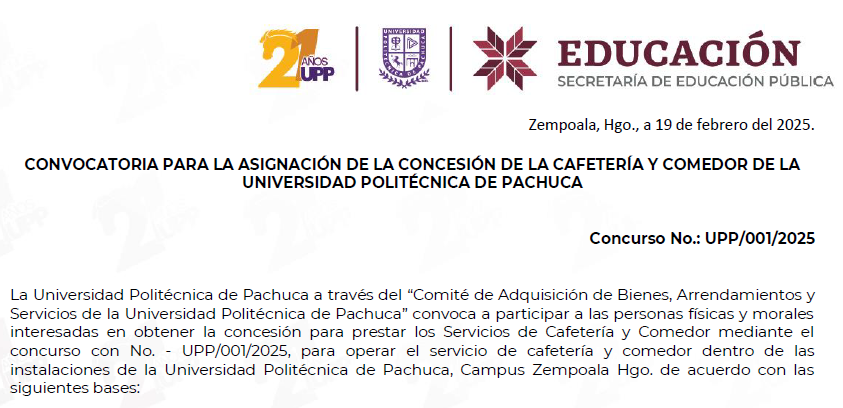 21 AÑOS UPP
UNIVERSIDAD POLITÉCNICA DE PACHUCA
EDUCACIÓN
SECRETARÍA DE EDUCACIÓN PÚBLICA
Zempoala, Hgo., a 19 de febrero del 2025.
CONVOCATORIA PARA LA ASIGNACIÓN DE LA CONCESIÓN DE LA CAFETERÍA Y COMEDOR DE LA
UNIVERSIDAD POLITÉCNICA DE PACHUCA
Concurso No.: UPP/001/2025
La Universidad Politécnica de Pachuca a través del “Comité de Adquisición de Bienes, Arrendamientos y
Servicios de la Universidad Politécnica de Pachuca” convoca a participar a las personas físicas y morales
interesadas en obtener la concesión para prestar los Servicios de Cafetería y Comedor mediante el
concurso con No. - UPP/001/2025, para operar el servicio de cafetería y comedor dentro de las
instalaciones de la Universidad Politécnica de Pachuca, Campus Zempoala Hgo. de acuerdo con las
siguientes bases: